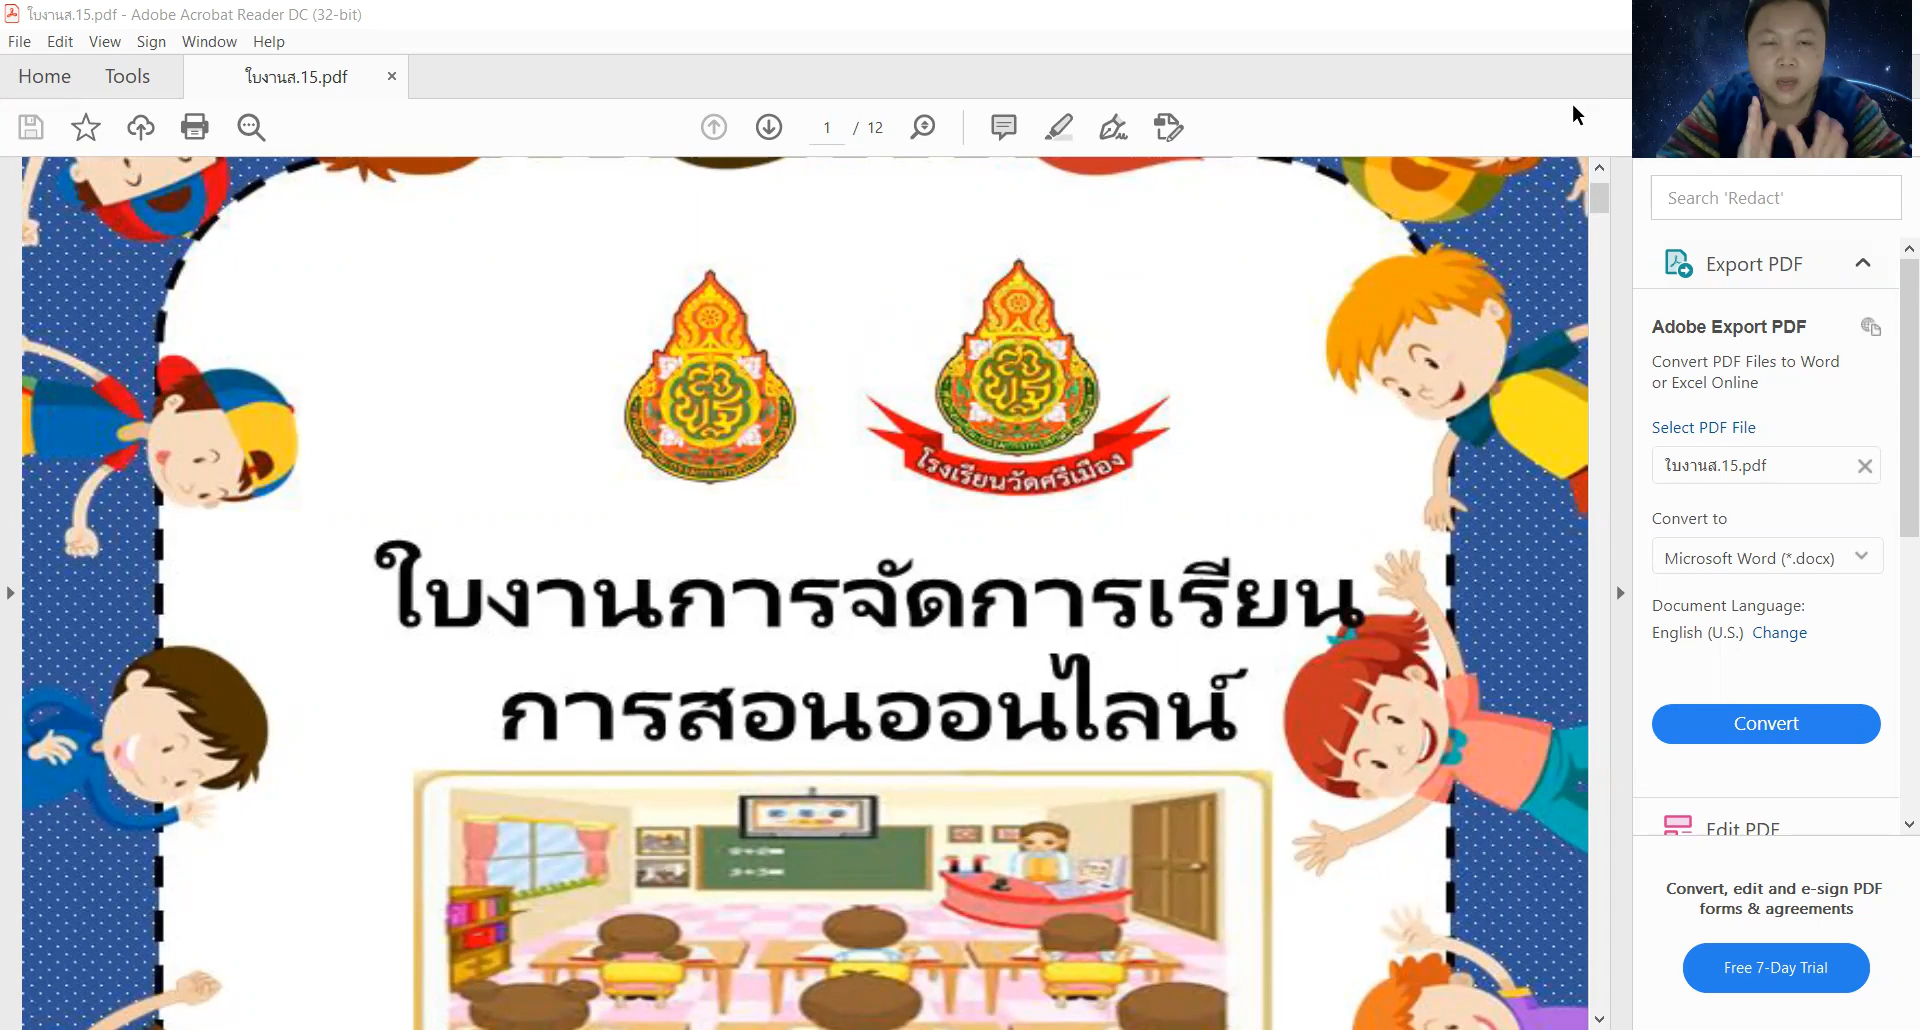 ใบงานส.15.pdf - Adobe Acrobat Reader DC (32-bit)
File Edit View Sign Window Help
Home Tools ใบงานส.15.pdf
1 / 12
Search 'Redact'
Export PDF
Adobe Export PDF
Convert PDF Files to Word
or Excel Online
Select PDF File
ใบงานส.15.pdf
Convert to
Microsoft Word (*.docx)
Document Language:
English (U.S.) Change
Convert
Edit PDF
Convert, edit and e-sign PDF
forms & agreements
Free 7-Day Trial
โรงเรียนวัดศรีเมือง
ใบงานการจัดการเรียน
การสอนออนไลน์